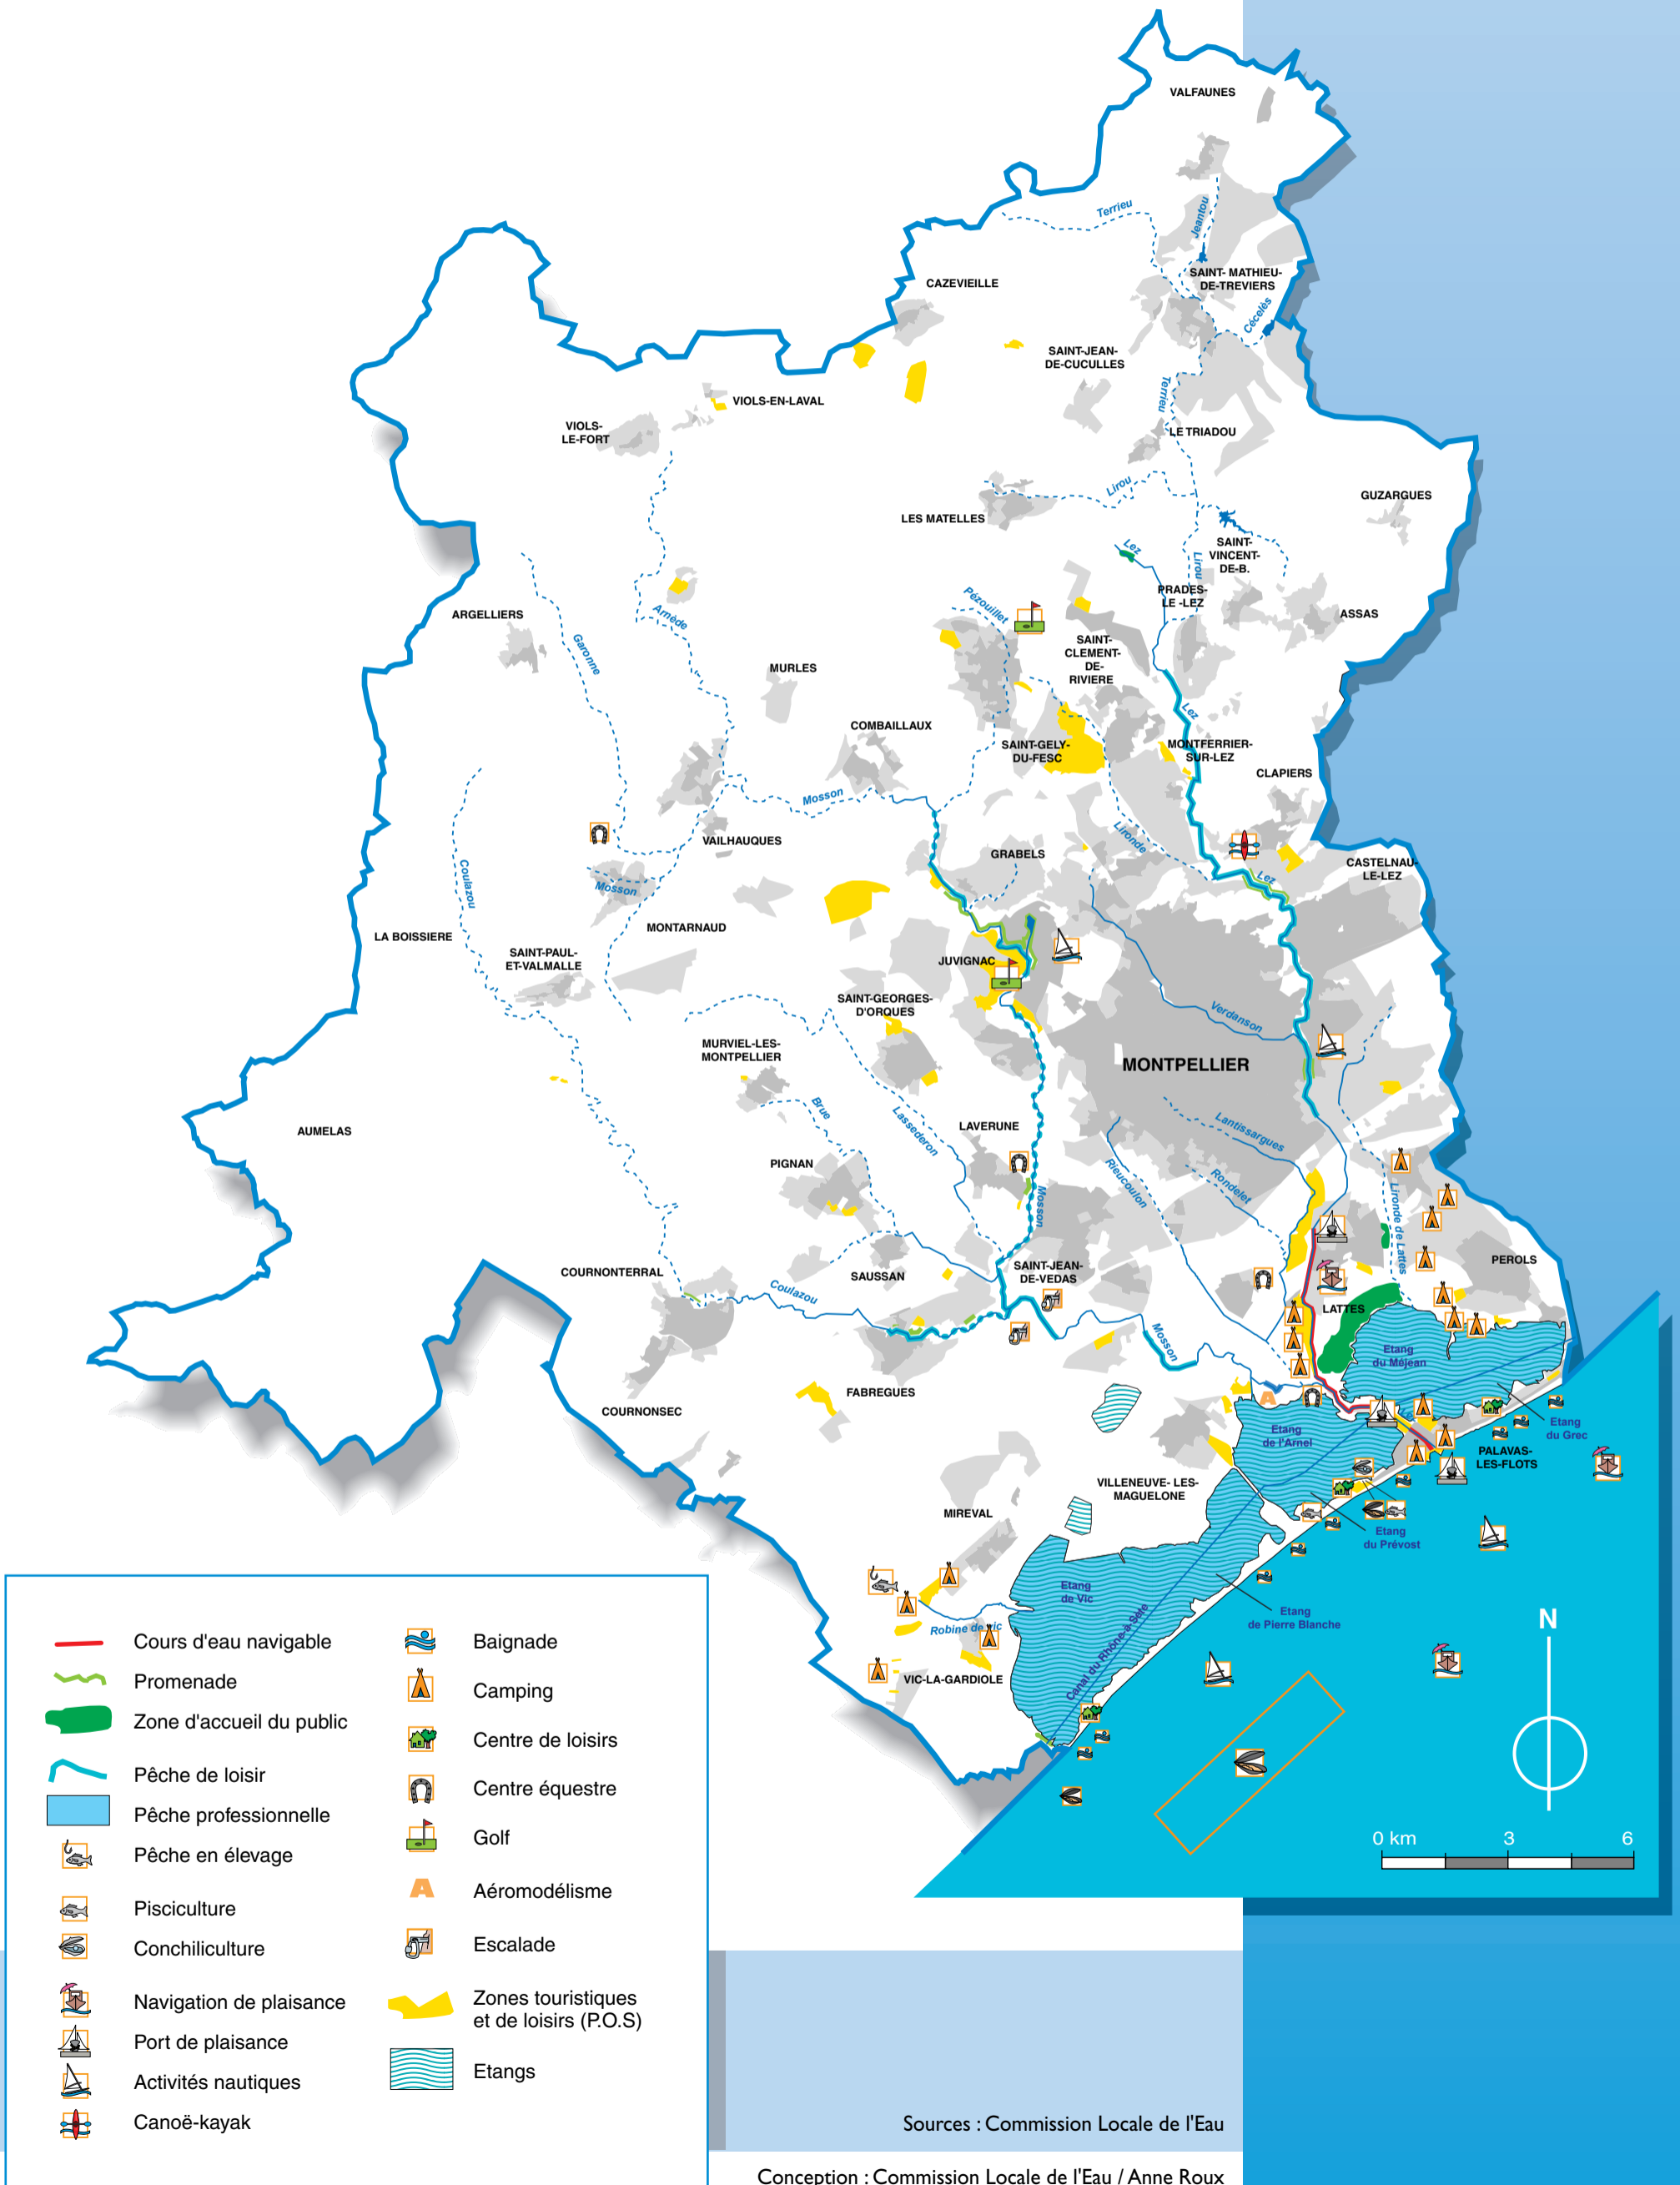 VALFAUNES
Terrieu
Jeantou
SAINT- MATHIEU-
DE-TREVIERS
CAZEVIEILLE
Cécelès
SAINT-JEAN-
DE-CUCULLES
Terrieu
VIOLS-EN-LAVAL
VIOLS-
LE-FORT
LE TRIADOU
Lirou
GUZARGUES
LES MATELLES
Lez
SAINT-
VINCENT-
DE-B.
Lirou
PRADES-
LE -LEZ
Pézouillet
ARGELLIERS
Arnède
ASSAS
Garonne
SAINT-
CLEMENT-
DE-
RIVIERE
MURLES
Lez
COMBAILLAUX
SAINT-GELY-
DU-FESC
MONTFERRIER-
SUR-LEZ
CLAPIERS
Mosson
VAILHAUQUES
Lironde
GRABELS
CASTELNAU-
LE-LEZ
Coulazou
Mosson
Lez
LA BOISSIERE
MONTARNAUD
SAINT-PAUL-
ET-VALMALLE
JUVIGNAC
SAINT-GEORGES-
D'ORQUES
Verdanson
MURVIEL-LES-
MONTPELLIER
MONTPELLIER
Brue
Lassederon
AUMELAS
LAVERUNE
Lantissargues
PIGNAN
Rieucoulon
Rondelet
Mosson
Lironde de Lattes
COURNONTERRAL
SAUSSAN
SAINT-JEAN-
DE-VEDAS
PEROLS
Coulazou
LATTES
Mosson
Etang
du Méjean
FABREGUES
COURNONSEC
Etang
de l'Arnel
Etang
du Grec
PALAVAS-
LES-FLOTS
VILLENEUVE- LES-
MAGUELONE
MIREVAL
Etang
du Prévost
Etang
de Vic
Etang
de Pierre Blanche
Robine de vic
Canal du Rhône-à-Sète
VIC-LA-GARDIOLE
N
0 km 3 6
Cours d'eau navigable
Promenade
Zone d'accueil du public
Pêche de loisir
Pêche professionnelle
Pêche en élevage
Pisciculture
Conchiliculture
Navigation de plaisance
Port de plaisance
Activités nautiques
Canoë-kayak
Baignade
Camping
Centre de loisirs
Centre équestre
Golf
A
Aéromodélisme
Escalade
Zones touristiques
et de loisirs (P.O.S)
Etangs
Sources : Commission Locale de l'Eau
Conception : Commission Locale de l'Eau / Anne Roux